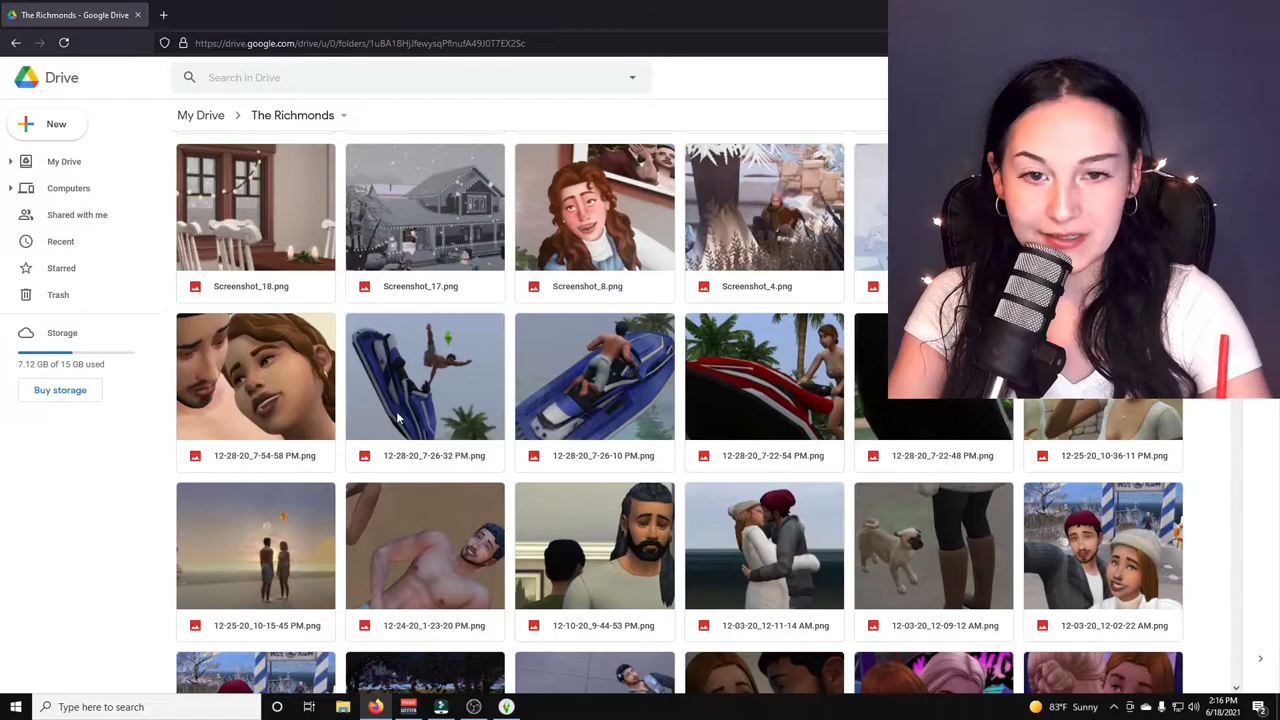 The Richmonds - Google Drive
https://drive.google.com/drive/u/0/folders/1uBA18HjJfewysqPflnufA49J0T7EX2Sc
Drive
Search in Drive
My Drive > The Richmonds
New
My Drive
Computers
Shared with me
Recent
Starred
Trash
Storage
7.12 GB of 15 GB used
Buy storage
Screenshot_18.png
Screenshot_17.png
Screenshot_8.png
Screenshot_4.png
12-28-20_7-54-58 PM.png
12-28-20_7-26-32 PM.png
12-28-20_7-26-10 PM.png
12-28-20_7-22-54 PM.png
12-28-20_7-22-48 PM.png
12-25-20_10-36-11 PM.png
12-25-20_10-15-45 PM.png
12-24-20_1-23-20 PM.png
12-10-20_9-44-53 PM.png
12-03-20_12-11-14 AM.png
12-03-20_12-09-12 AM.png
12-03-20_12-02-22 AM.png
Type here to search
83°F Sunny
2:16 PM
6/18/2021